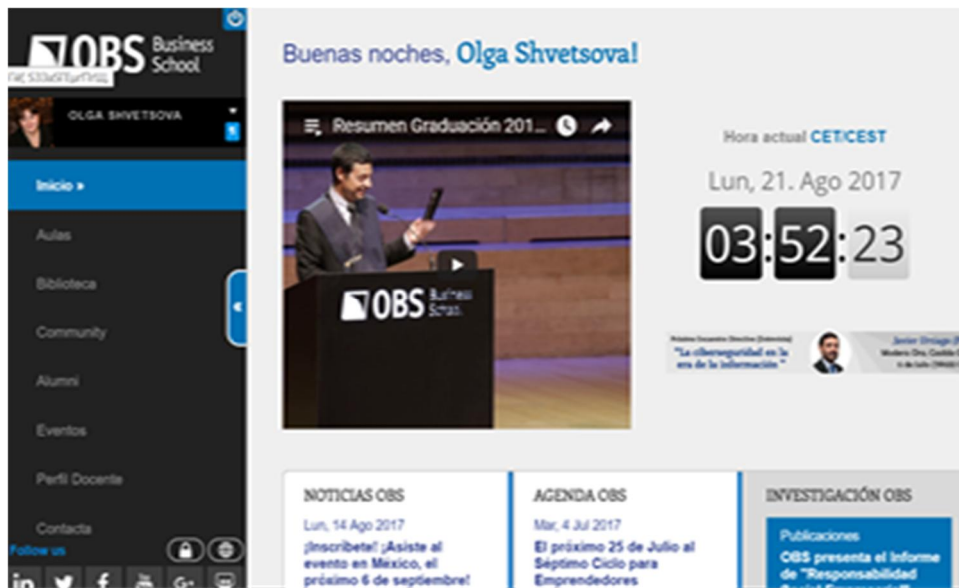 OBS Business
School
OLGA SHVETSOVA
Inicio »
Aulas
Biblioteca
Community
Alumni
Eventos
Perfil Docente
Contacta
Follow us
Buenas noches, Olga Shvetsova!
Resumen Graduación 201...
OBS Business
School
Hora actual CET/CEST
Lun, 21. Ago 2017
03:52:23
"La ciberseguridad en la
era de la información"
NOTICIAS OBS
Lun, 14 Ago 2017
¡Inscríbete! ¡Asiste al
evento en México, el
próximo 6 de septiembre!
AGENDA OBS
Mar, 4 Jul 2017
El próximo 25 de Julio al
Séptimo Ciclo para
Emprendedores
INVESTIGACIÓN OBS
Publicaciones
OBS presenta el Informe
de "Responsabilidad